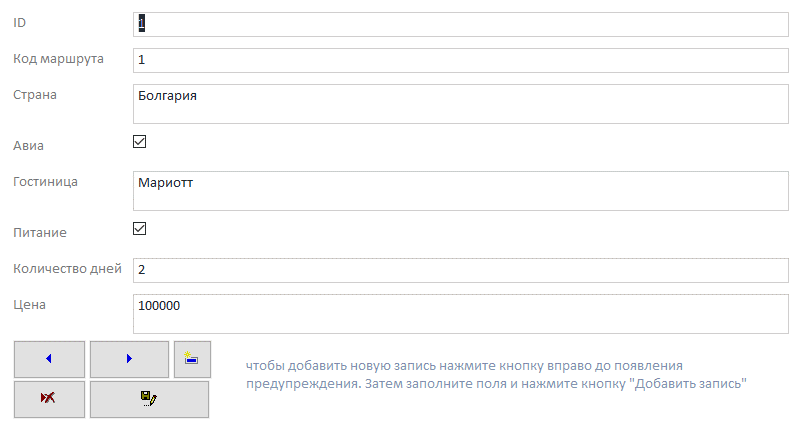 ID
1
Код маршрута
1
Страна
Болгария
Авиа
Гостиница
Мариотт
Питание
Количество дней
2
Цена
100000
чтобы добавить новую запись нажмите кнопку вправо до появления
предупреждения. Затем заполните поля и нажмите кнопку "Добавить запись"